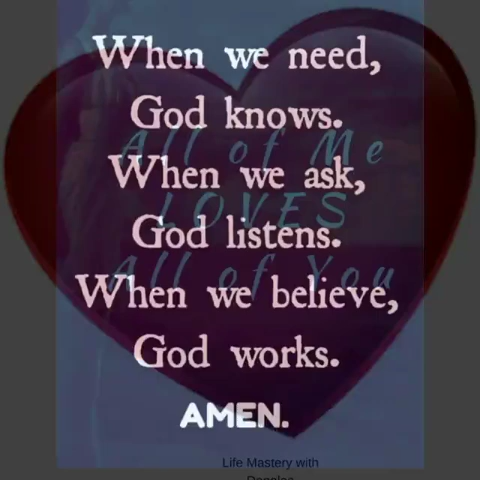 When we need,
God knows.
All of Me
When we ask,
LOVES
God listens.
All of You
When we believe,
God works.
AMEN.
Life Mastery with